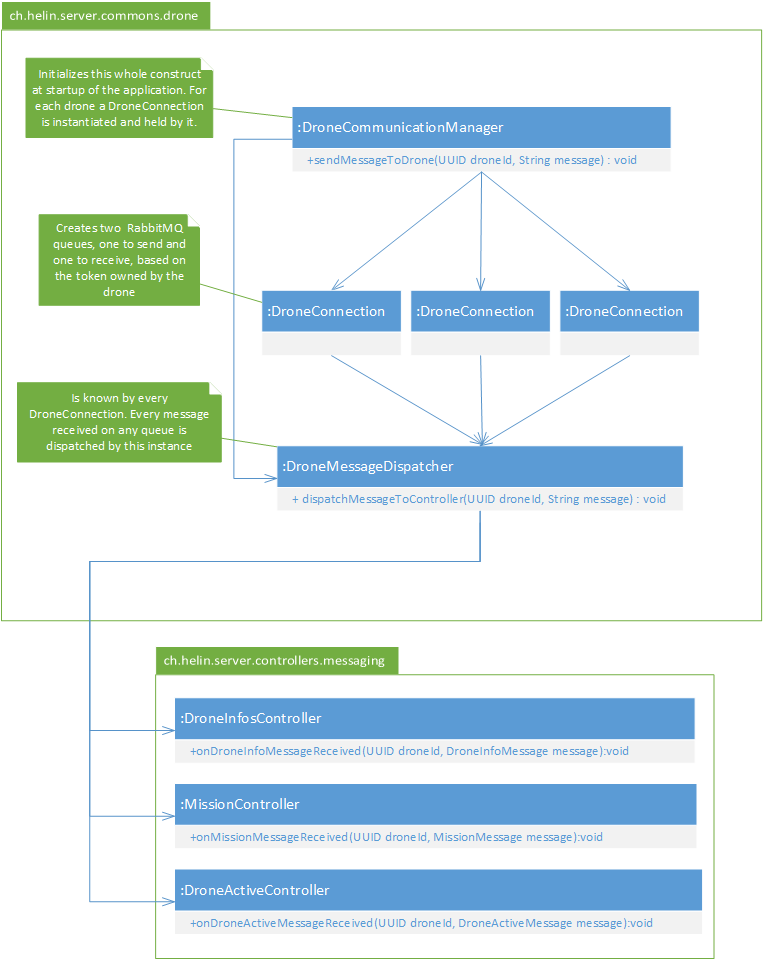 ch.helin.server.commons.drone
Initializes this whole construct
at startup of the application. For
each drone a DroneConnection
is instantiated and held by it.
:DroneCommunicationManager
+sendMessageToDrone(UUID droneId, String message) : void
Creates two RabbitMQ
queues, one to send and
one to receive, based on
the token owned by the
drone
:DroneConnection
:DroneConnection
:DroneConnection
Is known by every
DroneConnection. Every message
received on any queue is
dispatched by this instance
:DroneMessageDispatcher
+ dispatchMessageToController(UUID droneId, String message) : void
ch.helin.server.controllers.messaging
:DroneInfosController
+onDroneInfoMessageReceived(UUID droneId, DroneInfoMessage message):void
:MissionController
+onMissionMessageReceived(UUID droneId, MissionMessage message):void
:DroneActiveController
+onDroneActiveMessageReceived(UUID droneId, DroneActiveMessage message):void